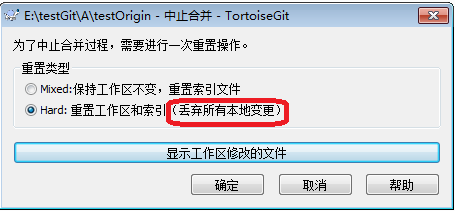 E:\testGit\A\testOrigin - 中止合并 - TortoiseGit
为了中止合并过程，需要进行一次重置操作。
重置类型
Mixed:保持工作区不变，重置索引文件
Hard: 重置工作区和索引（丢弃所有本地变更）
显示工作区修改的文件
确定
取消
帮助